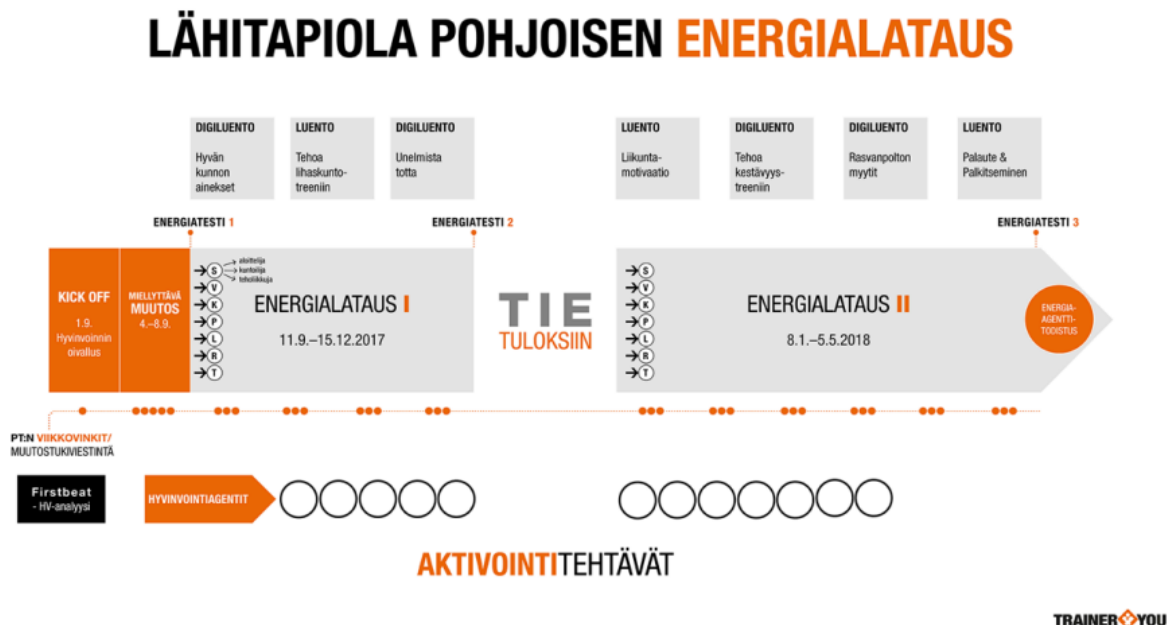 LÄHITAPIOLA POHJOISEN ENERGIALATAUS
DIGILUENTO
Hyvän
kunnon
ainekset
LUENTO
Tehoa
lihaskunto-
treeniin
DIGILUENTO
Unelmista
totta
LUENTO
Liikunta-
motivaatio
DIGILUENTO
Tehoa
kestävyys-
treeniin
DIGILUENTO
Rasvanpolton
myytit
LUENTO
Palaute &
Palkitseminen
ENERGIATESTI 1
ENERGIATESTI 2
ENERGIATESTI 3
KICK OFF
1.9.
Hyvinvoinnin
oivallus
MIELLYTTÄVÄ
MUUTOS
4.–8.9.
S
V
K
P
L
R
T
aloittelija
kuntoilija
teholiikkuja
ENERGIALATAUS I
11.9.–15.12.2017
TIE
TULOKSIIN
S
V
K
P
L
R
T
ENERGIALATAUS II
8.1.–5.5.2018
ENERGIA-
AGENTTI-
TODISTUS
PT:N VIIKKOVINKIT/
MUUTOSTUKIVIESTINTÄ
Firstbeat
- HV-analyysi
HYVINVOINTIAGENTIT
AKTIVOINTITEHTÄVÄT
TRAINER4YOU